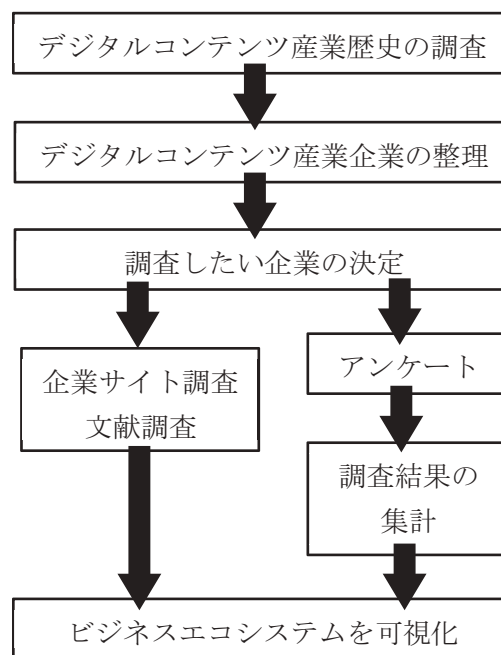 デジタルコンテンツ産業歴史の調査
デジタルコンテンツ産業企業の整理
調査したい企業の決定
企業サイト調査
文献調査
アンケート
調査結果の
集計
ビジネスエコシステムを可視化